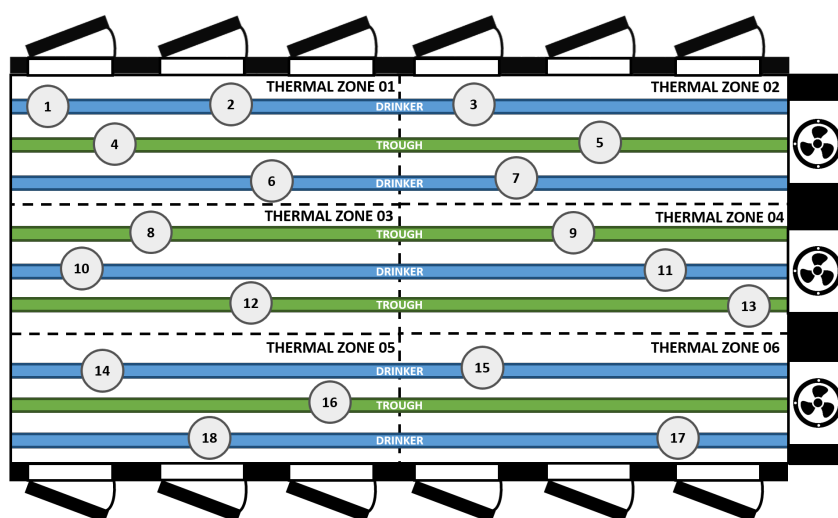 THERMAL ZONE 01
THERMAL ZONE 02
1
2
3
DRINKER
4
TROUGH
5
6
DRINKER
7
THERMAL ZONE 03
THERMAL ZONE 04
8
TROUGH
9
10
DRINKER
11
12
TROUGH
13
THERMAL ZONE 05
THERMAL ZONE 06
14
DRINKER
15
16
TROUGH
18
DRINKER
17